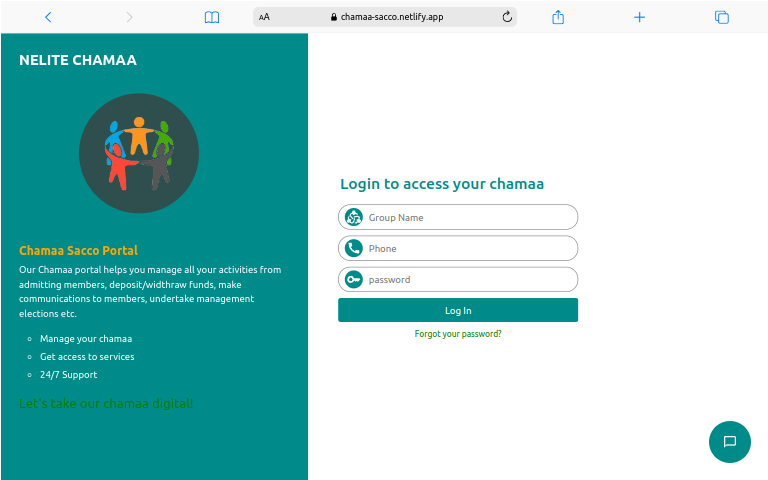 AA
chamaa-sacco.netlify.app
NELITE CHAMAA
Chamaa Sacco Portal
Our Chamaa portal helps you manage all your activities from
admitting members, deposit/widthraw funds, make
communications to members, undertake management
elections etc.
Manage your chamaa
Get access to services
24/7 Support
Let's take our chamaa digital!
Login to access your chamaa
Group Name
Phone
password
Log In
Forgot your password?